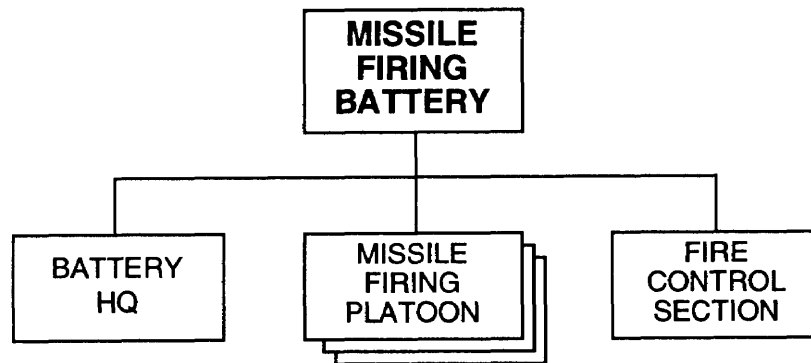 MISSILE
FIRING
BATTERY
BATTERY
HQ
MISSILE
FIRING
PLATOON
FIRE
CONTROL
SECTION